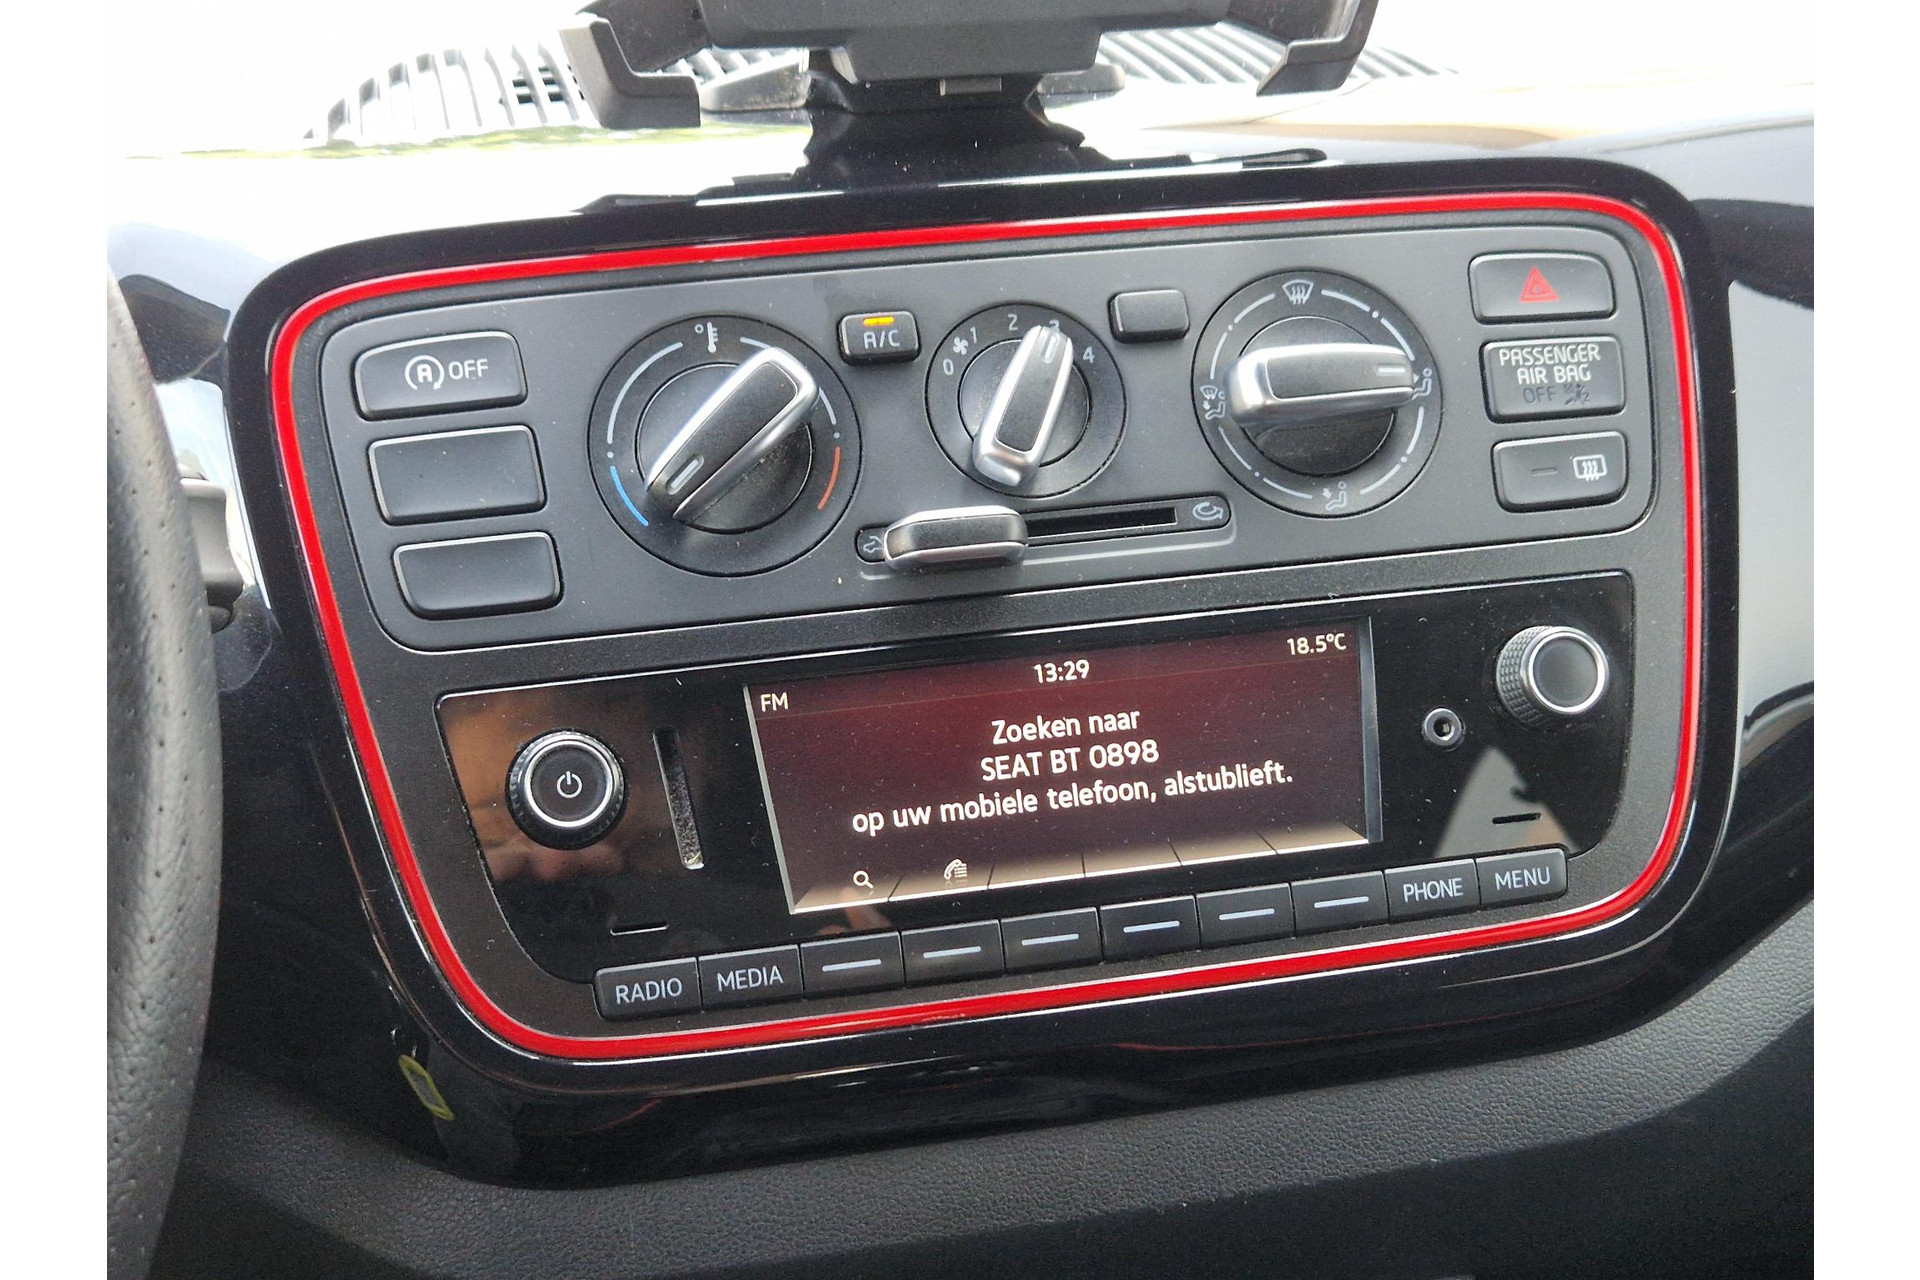 A OFF
A/C
0 1 2 3 4
PASSENGER
AIR BAG
OFF
FM 13:29 18.5°C
Zoeken naar
SEAT BT 0898
op uw mobiele telefoon, alstublieft.
RADIO MEDIA PHONE MENU